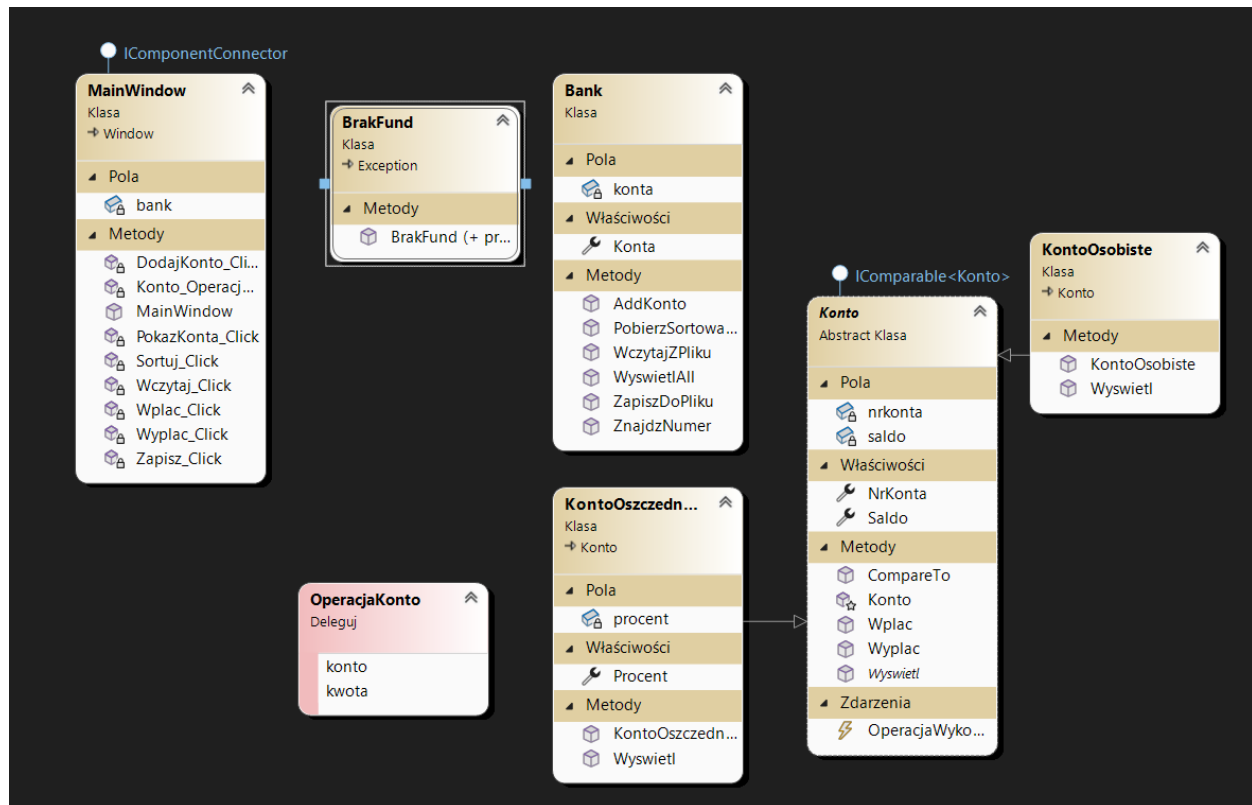 IComponentConnector
MainWindow
Klasa
Window
Pola
bank
Metody
DodajKonto_Cli...
Konto_Operacj...
MainWindow
PokazKonta_Click
Sortuj_Click
Wczytaj_Click
Wplac_Click
Wyplac_Click
Zapisz_Click
BrakFund
Klasa
Exception
Metody
BrakFund (+ pr...
Bank
Klasa
Pola
konta
Właściwości
Konta
Metody
AddKonto
PobierzSortowa...
WczytajZPliku
WyswietlAll
ZapiszDoPliku
ZnajdzNumer
OperacjaKonto
Deleguj
konto
kwota
KontoOszczedn...
Klasa
Konto
Pola
procent
Właściwości
Procent
Metody
KontoOszczedn...
Wyswietl
IComparable<Konto>
Konto
Abstract Klasa
Pola
nrkonta
saldo
Właściwości
NrKonta
Saldo
Metody
CompareTo
Konto
Wplac
Wyplac
Wyswietl
Zdarzenia
OperacjaWyko...
KontoOsobiste
Klasa
Konto
Metody
KontoOsobiste
Wyswietl